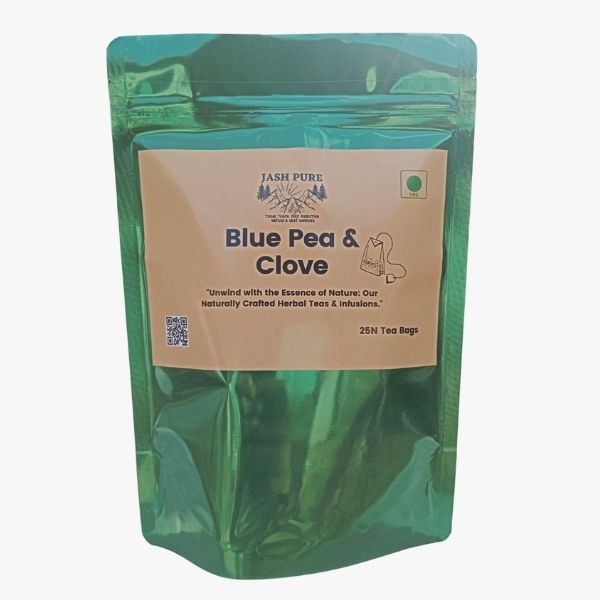 JASH PURE
VEG
Blue Pea &
Clove
"Unwind with the Essence of Nature: Our
Naturally Crafted Herbal Teas & Infusions."
25N Tea Bags